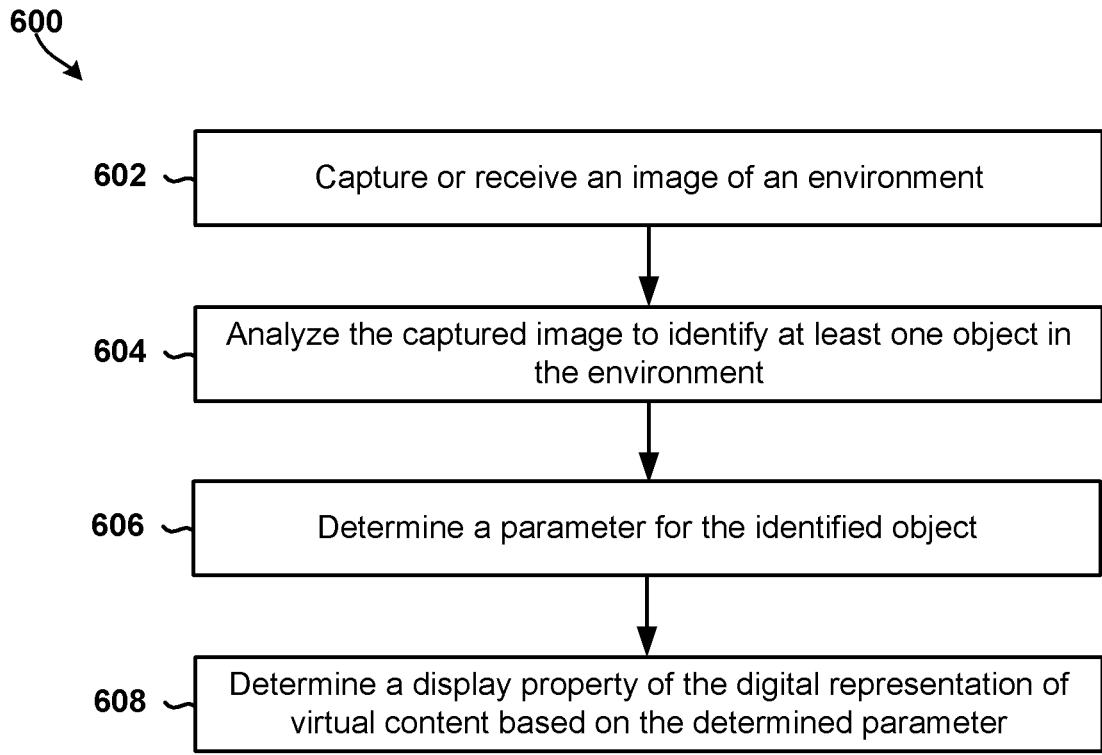 600
602
Capture or receive an image of an environment
604
Analyze the captured image to identify at least one object in
the environment
606
Determine a parameter for the identified object
608
Determine a display property of the digital representation of
virtual content based on the determined parameter